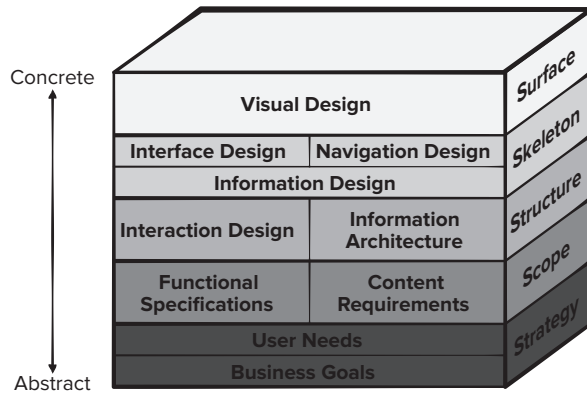 Concrete
Visual Design
Surface
Interface Design
Navigation Design
Skeleton
Information Design
Interaction Design
Information
Architecture
Structure
Functional
Specifications
Content
Requirements
Scope
User Needs
Business Goals
Strategy
Abstract